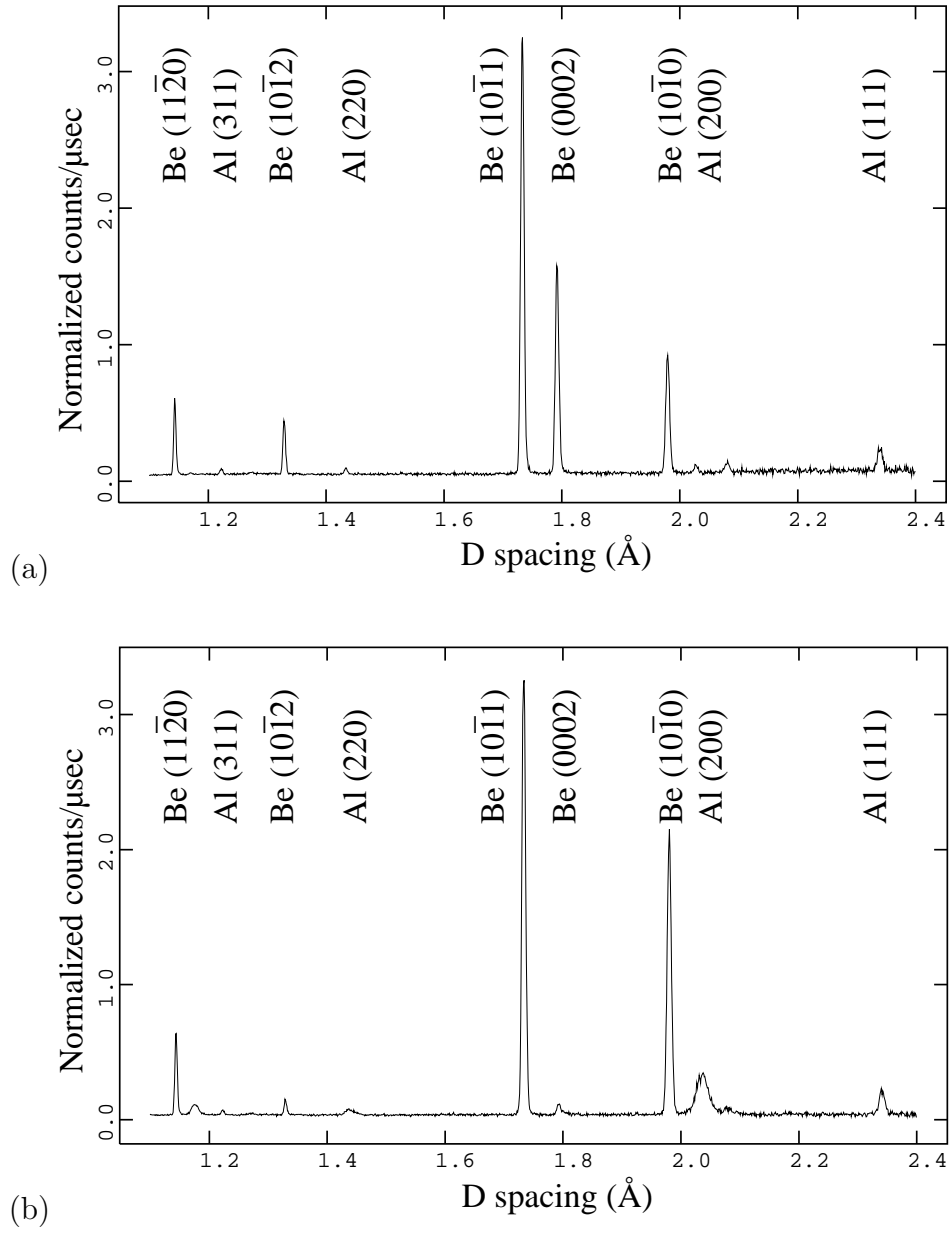 Normalized counts/μsec
3.0
2.0
1.0
0.0
Be (112̅0)
Al (311)
Be (101̅2)
Al (220)
Be (101̅1)
Be (0002)
Be (101̅0)
Al (200)
Al (111)
1.2 1.4 1.6 1.8 2.0 2.2 2.4
D spacing (Å)
(a)
Normalized counts/μsec
3.0
2.0
1.0
0.0
Be (112̅0)
Al (311)
Be (101̅2)
Al (220)
Be (101̅1)
Be (0002)
Be (101̅0)
Al (200)
Al (111)
1.2 1.4 1.6 1.8 2.0 2.2 2.4
D spacing (Å)
(b)